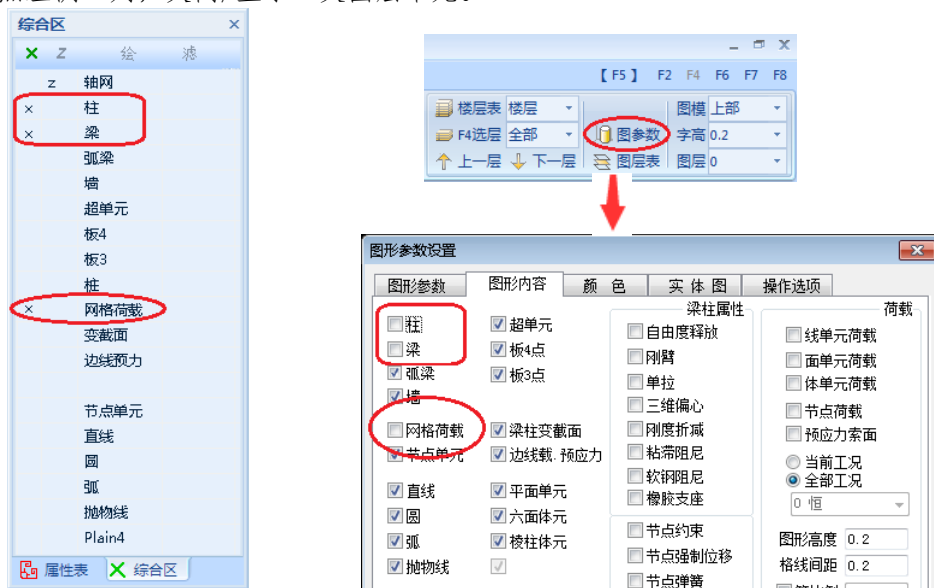 综合区 ×
× Z 绘 滤
z 轴网
× 柱
× 梁
弧梁
墙
超单元
板4
板3
桩
× 网格荷载
变截面
边线预力
节点单元
直线
圆
弧
抛物线
Plain4
属性表 综合区
【F5】 F2 F4 F6 F7 F8
楼层表 楼层 图模 上部
F4选层 全部 图参数 字高 0.2
上一层 下一层 图层表 图层 0
图形参数设置
图形参数 图形内容 颜 色 实 体 图 操作选项
梁柱属性 荷载
柱 超单元 自由度释放 线单元荷载
梁 板4点 刚臂 面单元荷载
弧梁 板3点 单拉 体单元荷载
墙 三维偏心 节点荷载
网格荷载 梁柱变截面 刚度折减 预应力索面
节点单元 边线载.预应力 粘滞阻尼 当前工况
软钢阻尼 全部工况
直线 平面单元 橡胶支座 0 恒
圆 六面体元
弧 棱柱体元 节点约束 图形高度 0.2
抛物线 节点强制位移 格线间距 0.2
节点弹簧